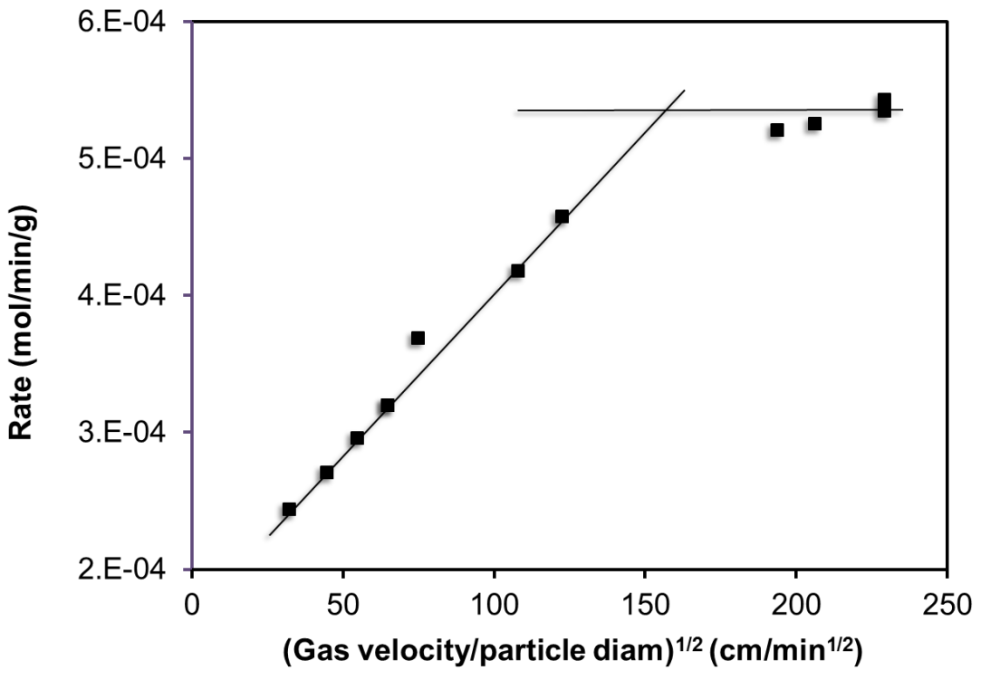 6.E-04
5.E-04
4.E-04
3.E-04
2.E-04
Rate (mol/min/g)
0 50 100 150 200 250
(Gas velocity/particle diam)1/2 (cm/min1/2)